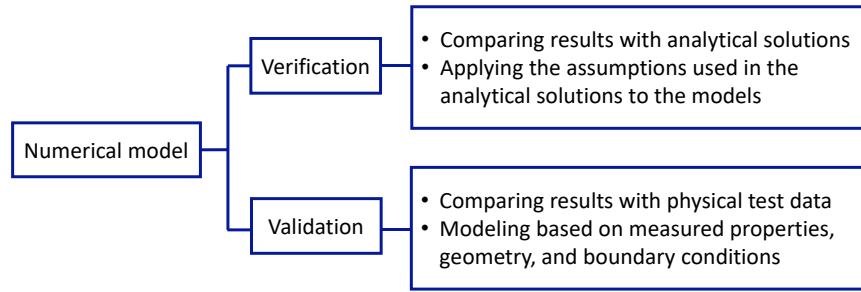 Numerical model
Verification
• Comparing results with analytical solutions
• Applying the assumptions used in the
analytical solutions to the models
Validation
• Comparing results with physical test data
• Modeling based on measured properties,
geometry, and boundary conditions